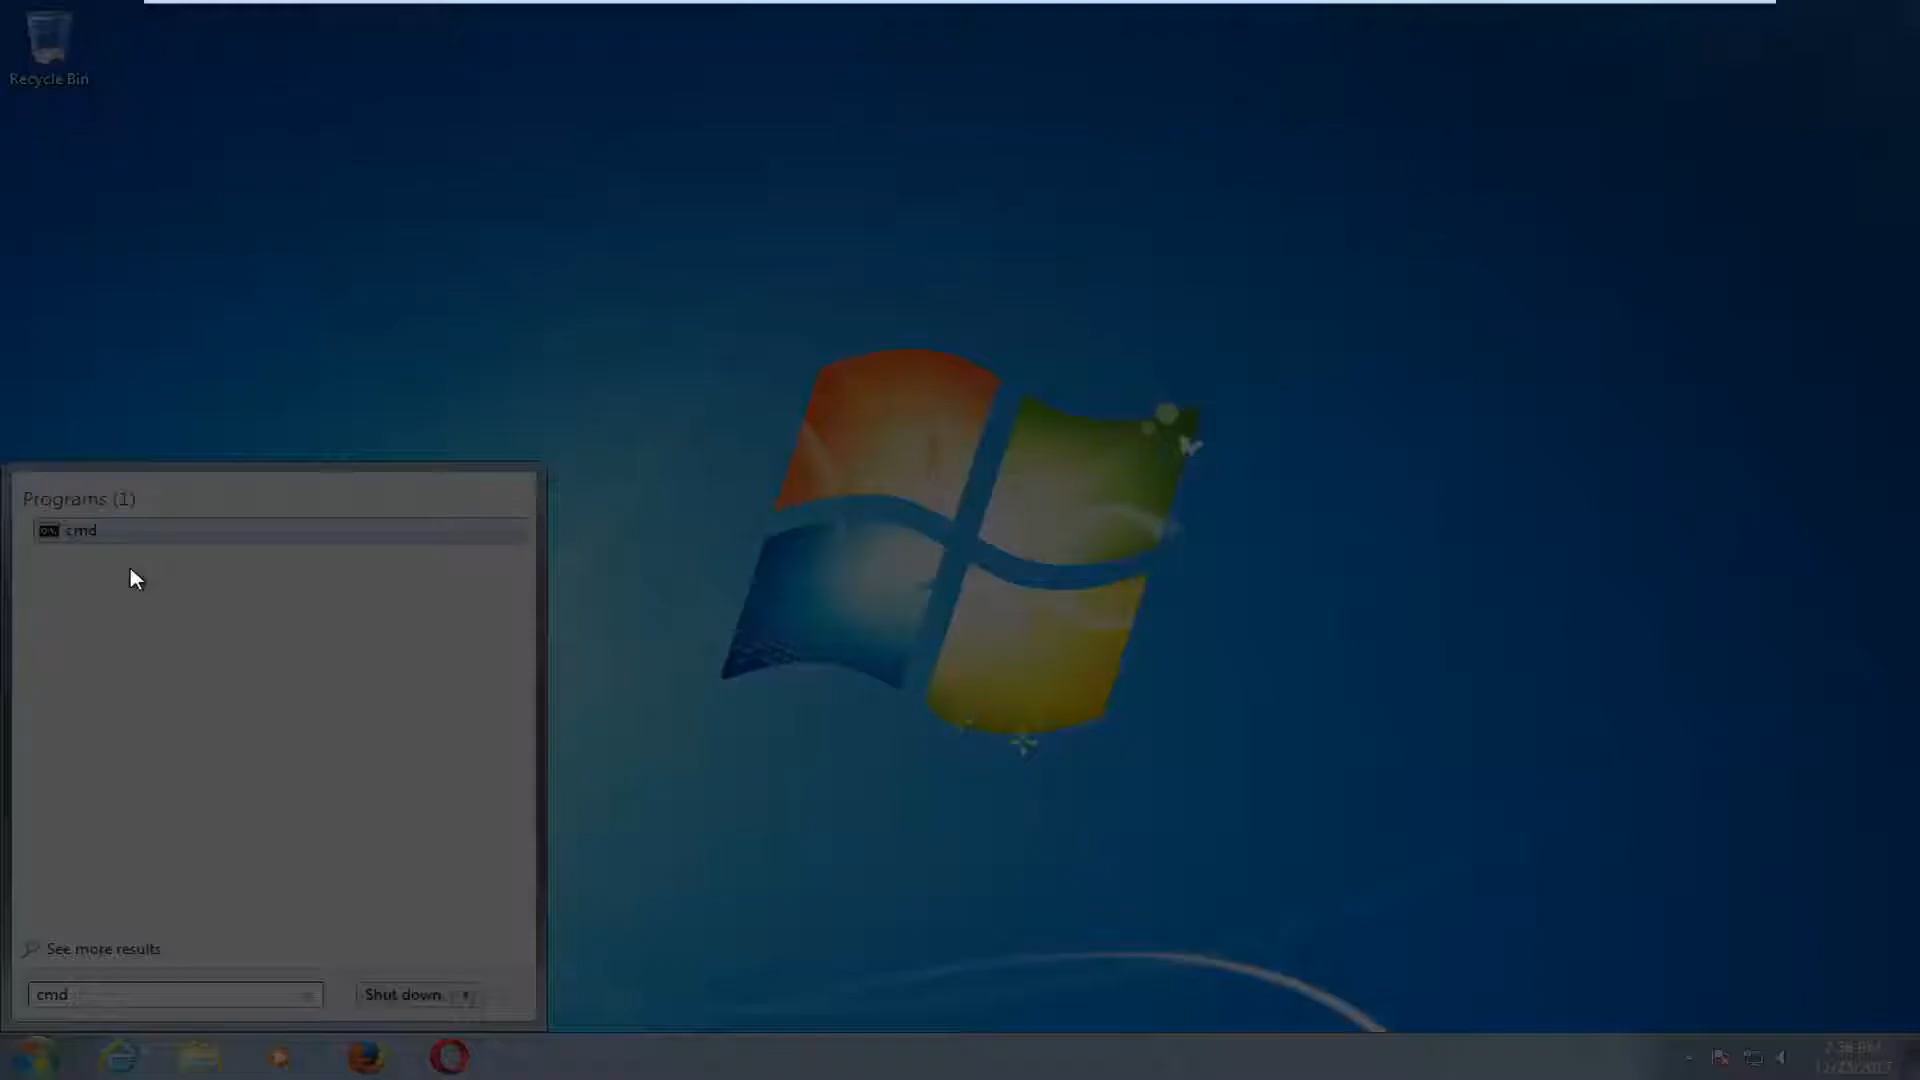 Recycle Bin
Programs (1)
cmd
See more results
cmd
Shut down